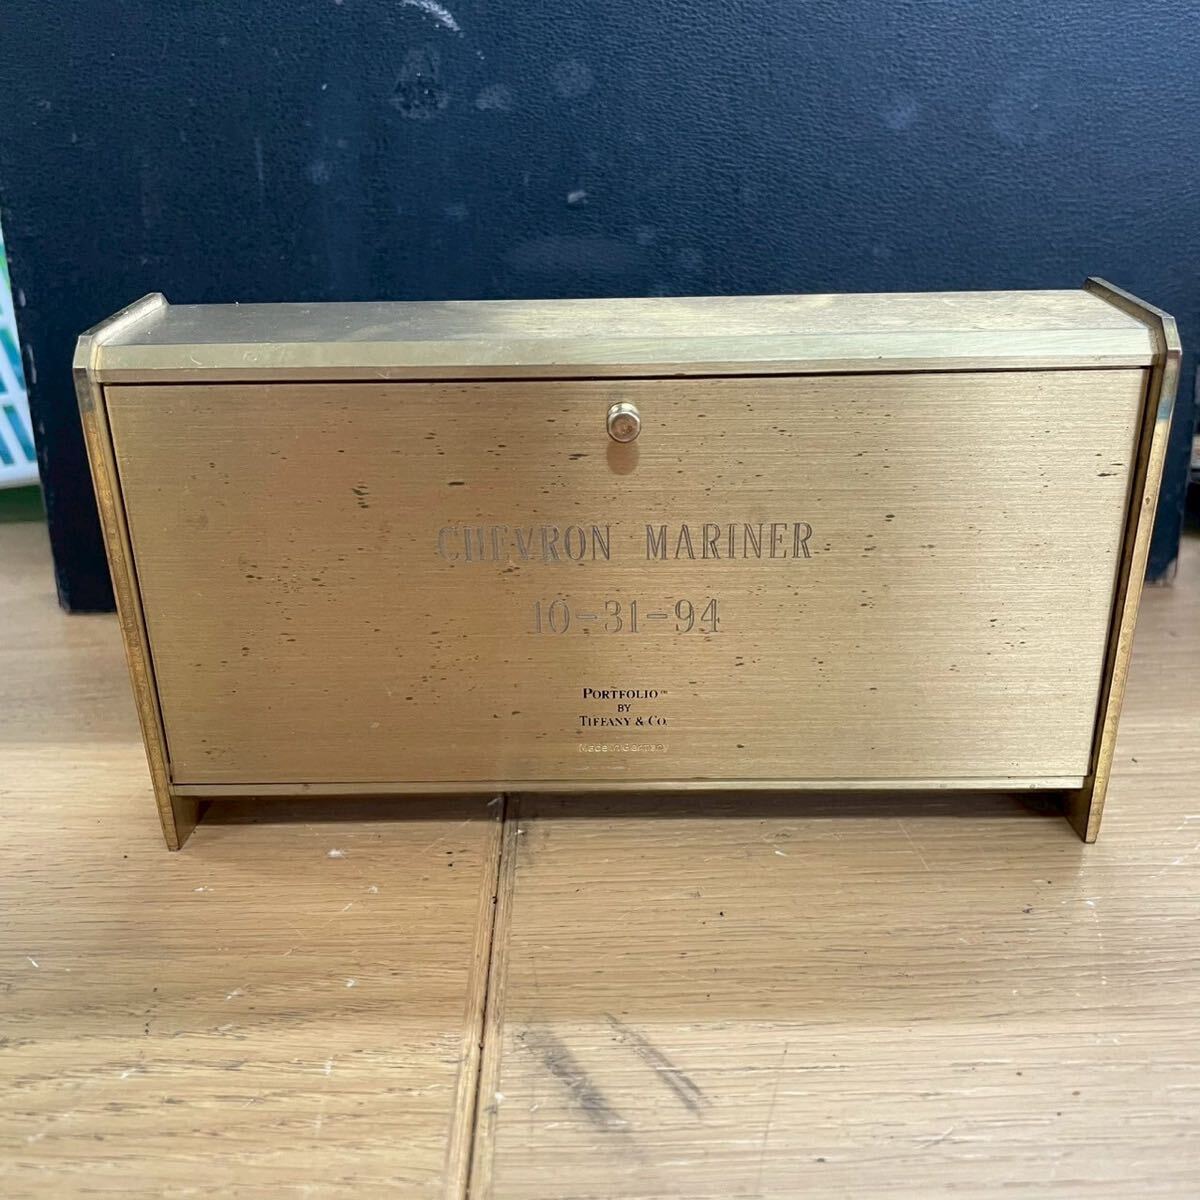 CHEVRON MARINER
10-31-94
PORTFOLIO™
BY
TIFFANY & CO.
Made in Germany